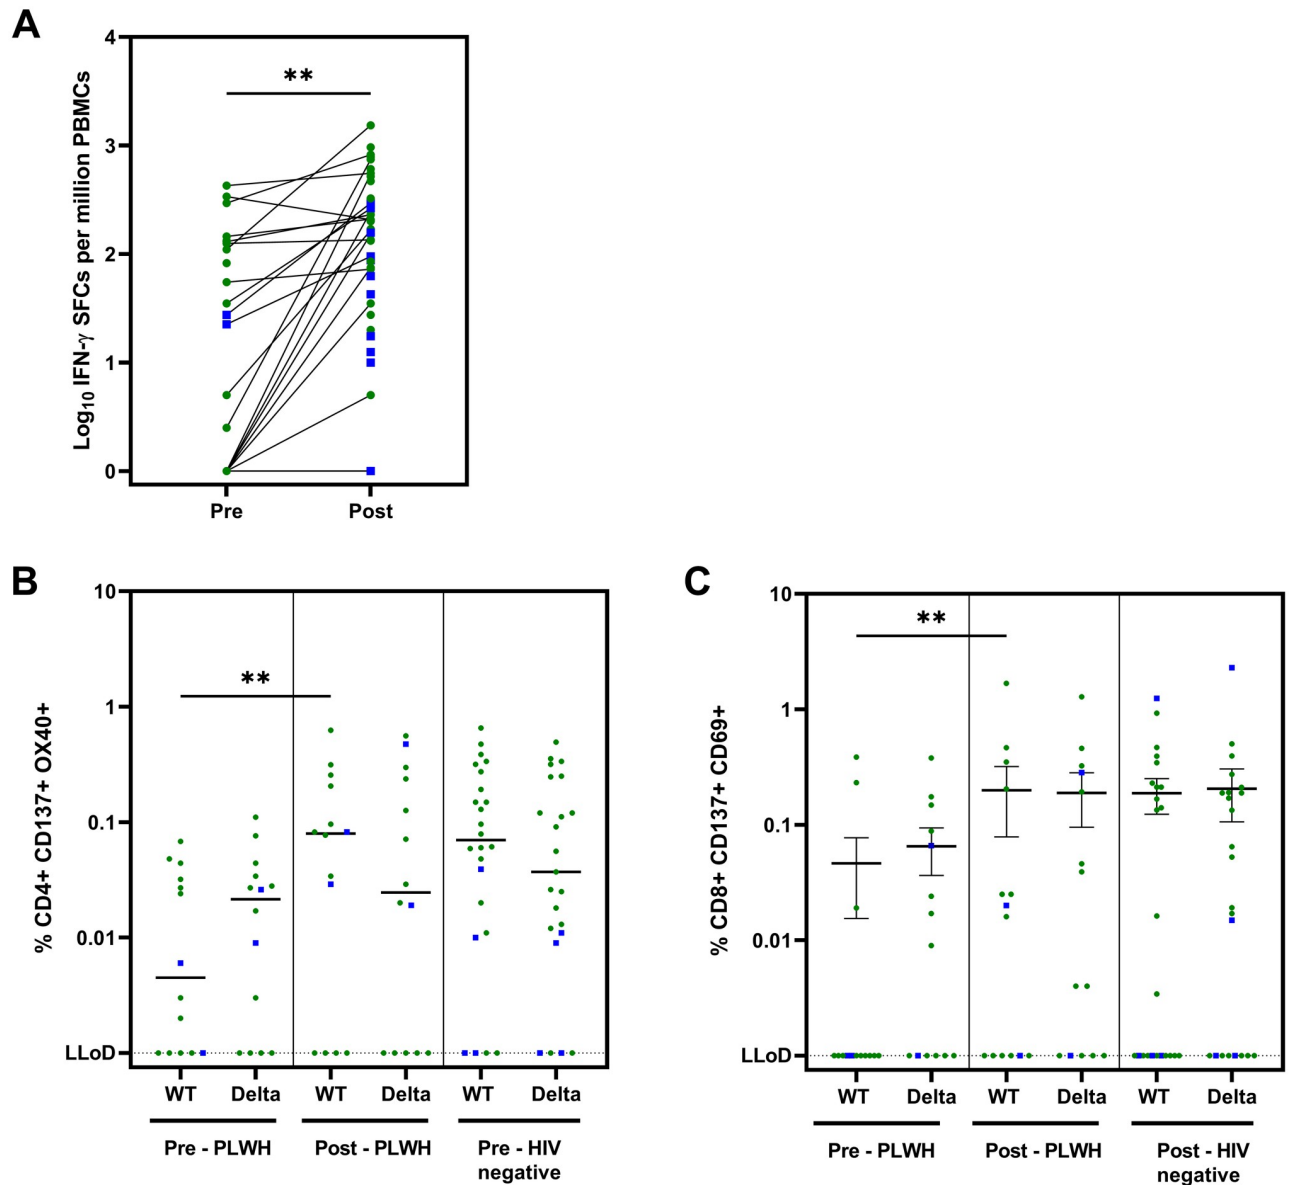 A
Log10 IFN-γ SFCs per million PBMCs
4
3
2
1
0
**
Pre
Post
B
% CD4+ CD137+ OX40+
10
1
0.1
0.01
LLoD
**
WT
Delta
WT
Delta
WT
Delta
Pre - PLWH
Post - PLWH
Pre - HIV
negative
C
% CD8+ CD137+ CD69+
10
1
0.1
0.01
LLoD
**
WT
Delta
WT
Delta
WT
Delta
Pre - PLWH
Post - PLWH
Post - HIV
negative